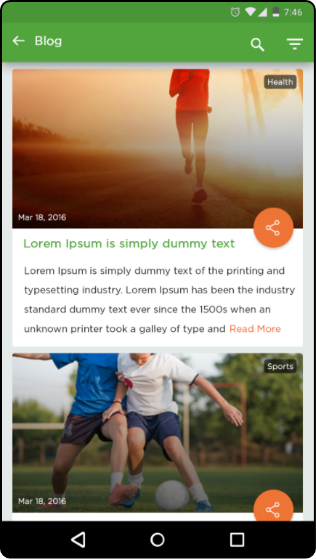 7:46
Blog
Health
Mar 18, 2016
Lorem Ipsum is simply dummy text
Lorem Ipsum is simply dummy text of the printing and
typesetting industry. Lorem Ipsum has been the industry
standard dummy text ever since the 1500s when an
unknown printer took a galley of type and Read More
Sports
Mar 18, 2016